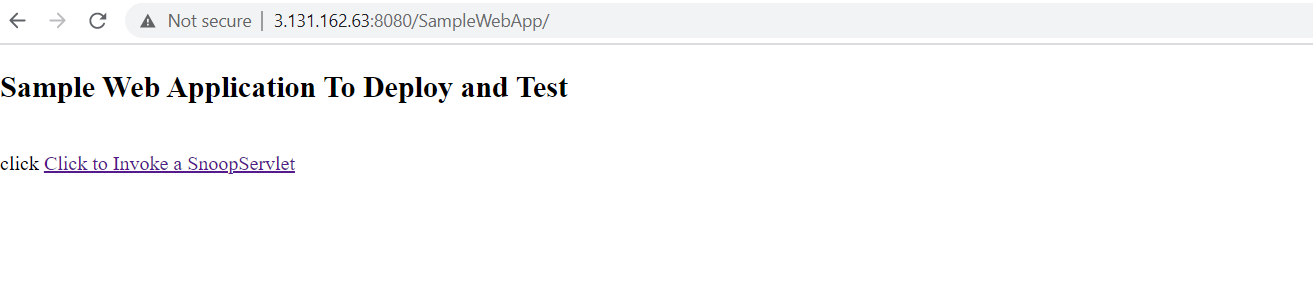 Not secure | 3.131.162.63:8080/SampleWebApp/
Sample Web Application To Deploy and Test
click Click to Invoke a SnoopServlet